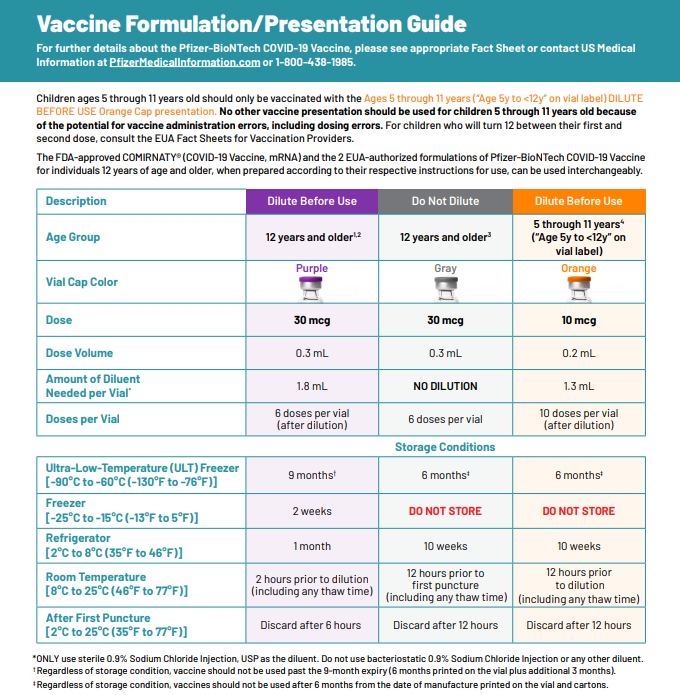 Vaccine Formulation/Presentation Guide
For further details about the Pfizer-BioNTech COVID-19 Vaccine, please see appropriate Fact Sheet or contact US Medical
Information at PfizerMedicalInformation.com or 1-800-438-1985.
Children ages 5 through 11 years old should only be vaccinated with the Ages 5 through 11 years ("Age 5y to <12y" on vial label) DILUTE
BEFORE USE Orange Cap presentation. No other vaccine presentation should be used for children 5 through 11 years old because
of the potential for vaccine administration errors, including dosing errors. For children who will turn 12 between their first and
second dose, consult the EUA Fact Sheets for Vaccination Providers.
The FDA-approved COMIRNATY® (COVID-19 Vaccine, mRNA) and the 2 EUA-authorized formulations of Pfizer-BioNTech COVID-19 Vaccine
for individuals 12 years of age and older, when prepared according to their respective instructions for use, can be used interchangeably.
Description Dilute Before Use Do Not Dilute Dilute Before Use
Age Group 12 years and older¹,² 12 years and older³ 5 through 11 years⁴
("Age 5y to <12y" on
vial label)
Vial Cap Color Purple Gray Orange
Dose 30 mcg 30 mcg 10 mcg
Dose Volume 0.3 mL 0.3 mL 0.2 mL
Amount of Diluent
Needed per Vial* 1.8 mL NO DILUTION 1.3 mL
Doses per Vial 6 doses per vial
(after dilution) 6 doses per vial 10 doses per vial
(after dilution)
Storage Conditions
Ultra-Low-Temperature (ULT) Freezer
[-90°C to -60°C (-130°F to -76°F)] 9 months† 6 months‡ 6 months‡
Freezer
[-25°C to -15°C (-13°F to 5°F)] 2 weeks DO NOT STORE DO NOT STORE
Refrigerator
[2°C to 8°C (35°F to 46°F)] 1 month 10 weeks 10 weeks
Room Temperature
[8°C to 25°C (46°F to 77°F)] 2 hours prior to dilution
(including any thaw time) 12 hours prior to
first puncture
(including any thaw time) 12 hours prior
to dilution
(including any thaw time)
After First Puncture
[2°C to 25°C (35°F to 77°F)] Discard after 6 hours Discard after 12 hours Discard after 12 hours
*ONLY use sterile 0.9% Sodium Chloride Injection, USP as the diluent. Do not use bacteriostatic 0.9% Sodium Chloride Injection or any other diluent.
†Regardless of storage condition, vaccine should not be used past the 9-month expiry (6 months printed on the vial plus additional 3 months).
‡Regardless of storage condition, vaccines should not be used after 6 months from the date of manufacture printed on the vial and cartons.